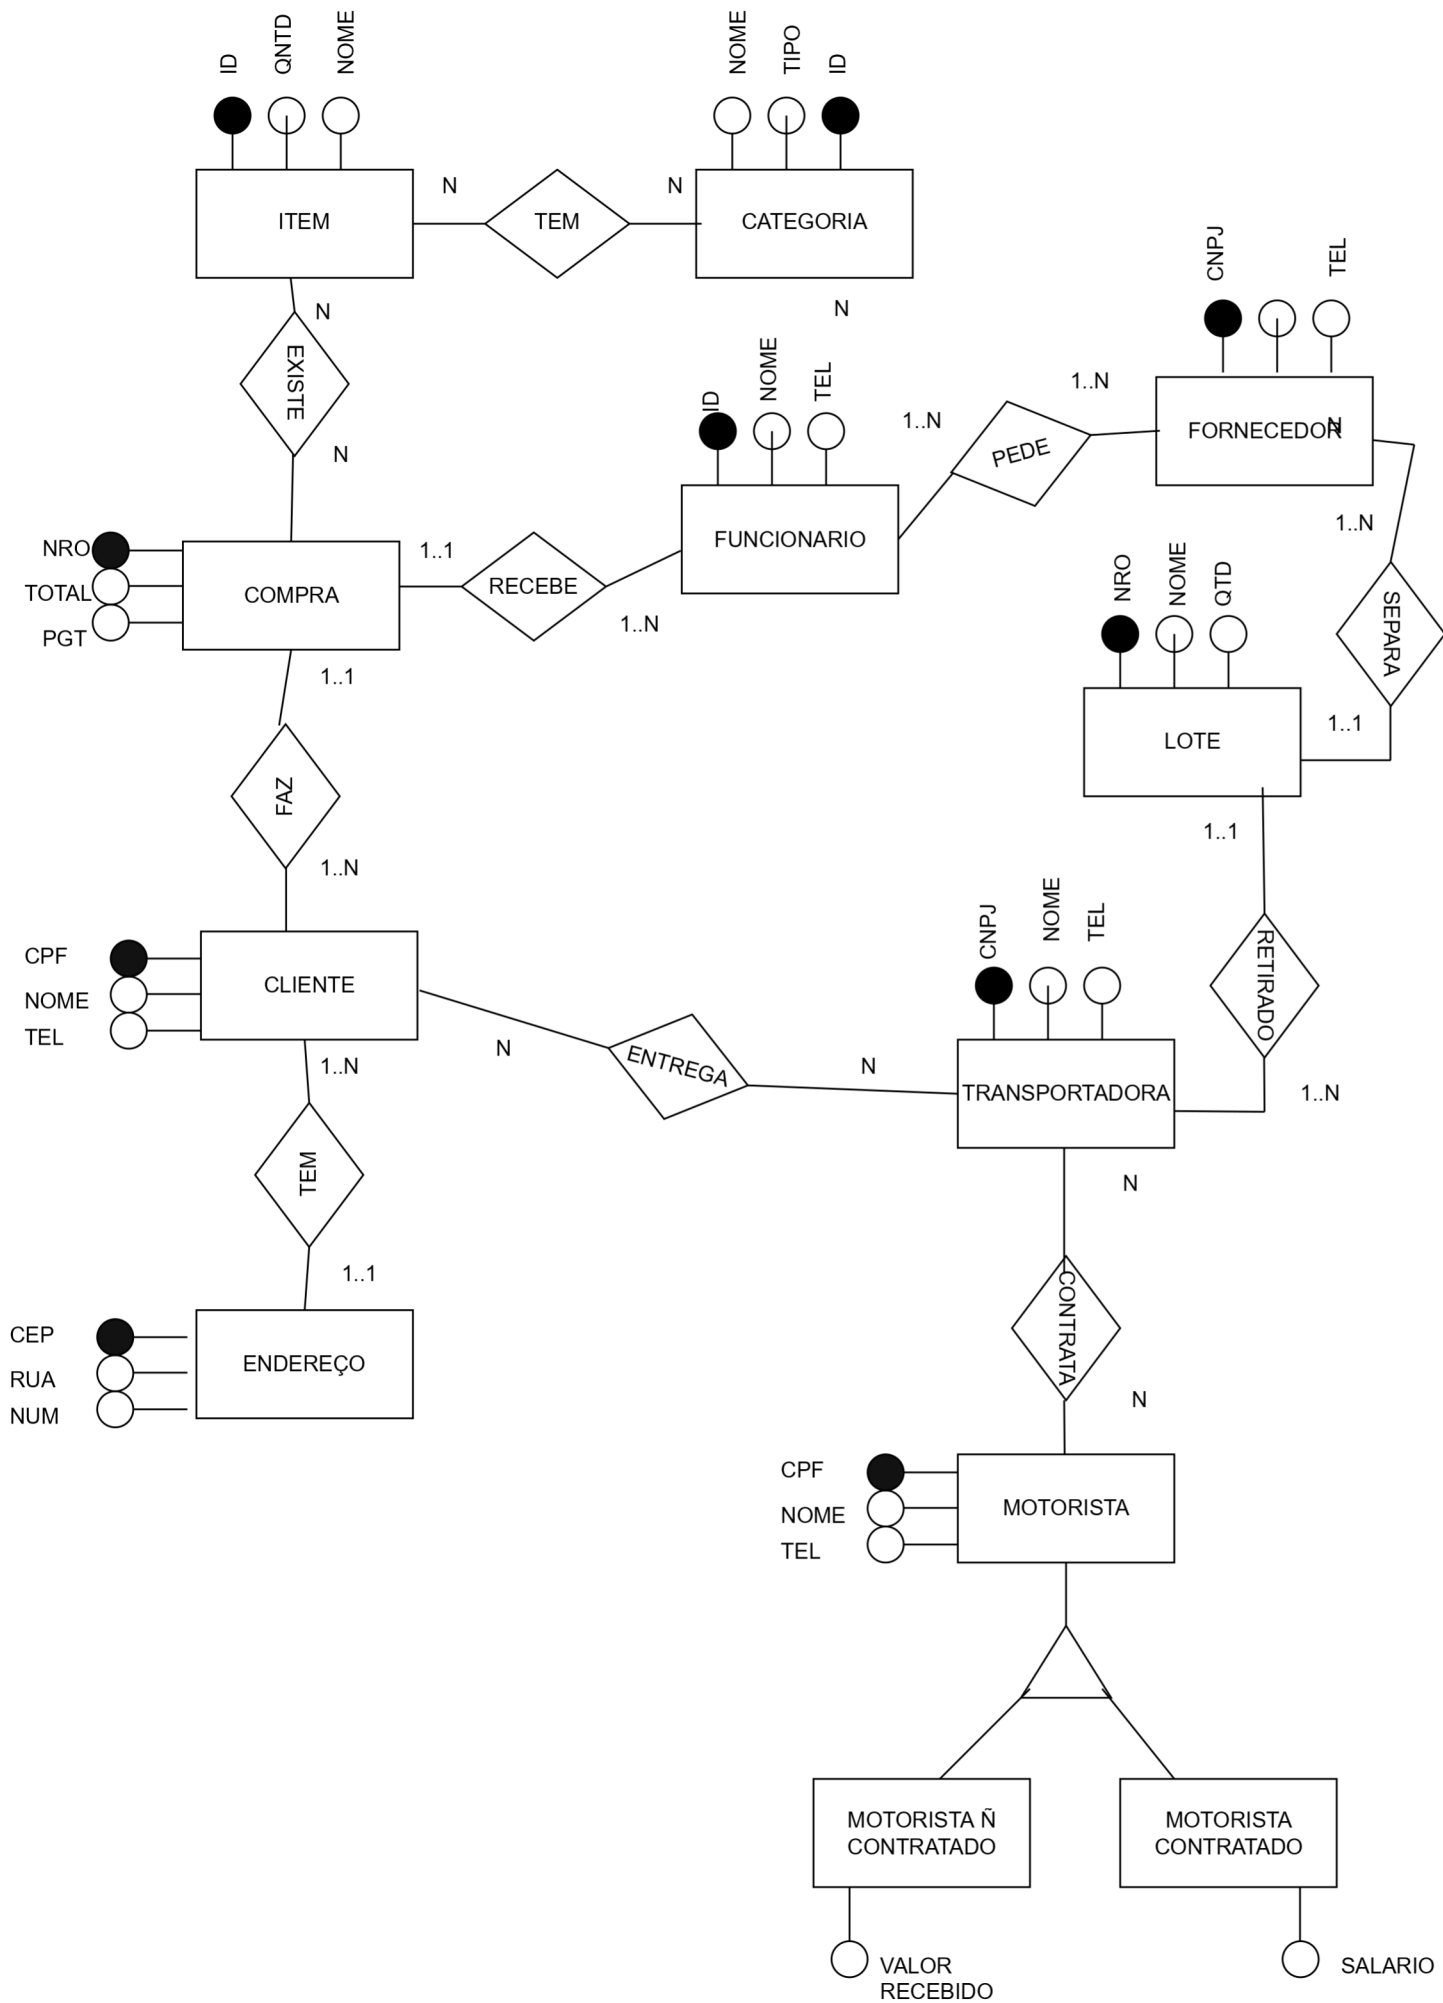 ID
QNTD
NOME
NOME
TIPO
ID
ITEM
N
TEM
N
CATEGORIA
N
N
EXISTE
N
CNPJ
TEL
ID
NOME
TEL
1..N
PEDE
1..N
FORNECEDOR
N
FUNCIONARIO
NRO
TOTAL
PGT
COMPRA
1..1
RECEBE
1..N
1..N
SEPARA
1..1
NRO
NOME
QTD
LOTE
1..1
FAZ
1..N
1..1
RETIRADO
1..N
CPF
NOME
TEL
CLIENTE
N
ENTREGA
N
CNPJ
NOME
TEL
TRANSPORTADORA
1..N
TEM
1..1
N
CONTRATA
N
CEP
RUA
NUM
ENDEREÇO
CPF
NOME
TEL
MOTORISTA
MOTORISTA Ñ
CONTRATADO
MOTORISTA
CONTRATADO
VALOR
RECEBIDO
SALARIO